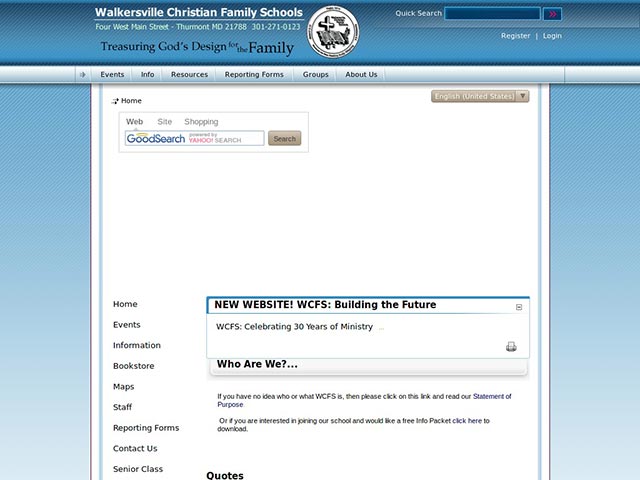 Walkersville Christian Family Schools
Four West Main Street - Thurmont MD 21788 301-271-0123
Treasuring God's Design for the Family
Quick Search
Register | Login
Events Info Resources Reporting Forms Groups About Us
Home
English (United States)
Web Site Shopping
GoodSearch powered by YAHOO! SEARCH Search
Home
Events
Information
Bookstore
Maps
Staff
Reporting Forms
Contact Us
Senior Class
NEW WEBSITE! WCFS: Building the Future
WCFS: Celebrating 30 Years of Ministry ...
Who Are We?...
If you have no idea who or what WCFS is, then please click on this link and read our Statement of
Purpose
Or if you are interested in joining our school and would like a free Info Packet click here to
download.
Quotes